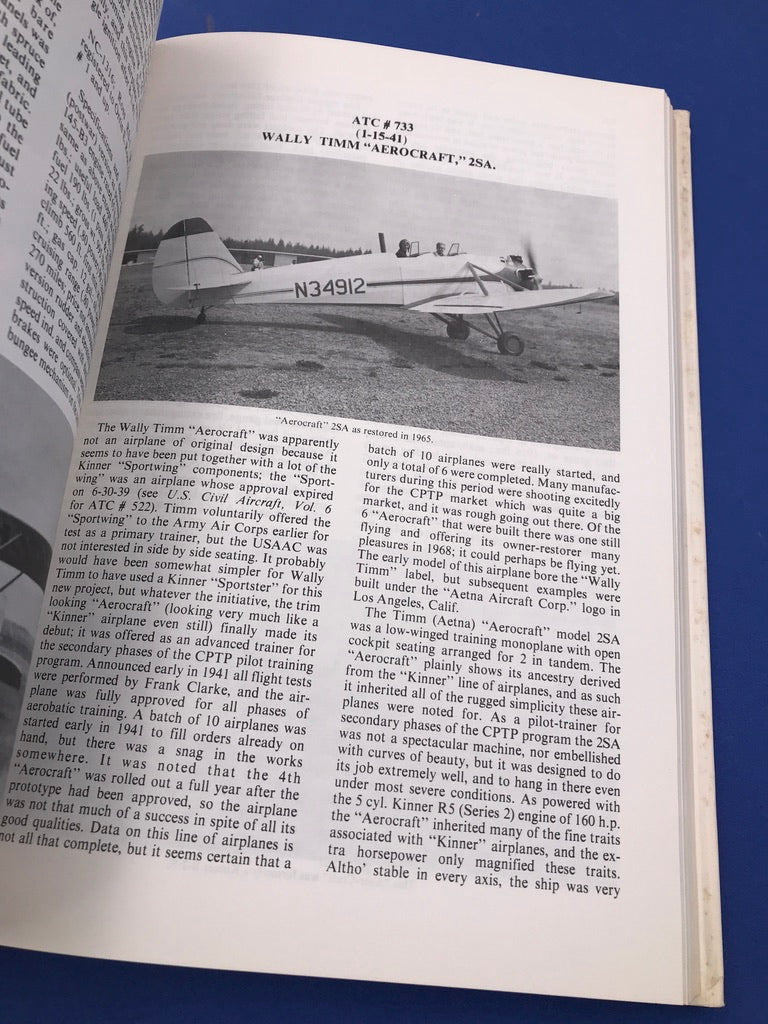 bare
panels was
spruce
leading
and
fabric.
tube
the
fuel
NC-1316,
# 1 and up.
ATC # 733
(1-15-41)
WALLY TIMM "AEROCRAFT," 2SA.
N34912
"Aerocraft" 2SA as restored in 1965.
The Wally Timm "Aerocraft" was apparently
not an airplane of original design because it
seems to have been put together with a lot of the
Kinner "Sportwing" components; the "Sport-
wing" was an airplane whose approval expired
on 6-30-39 (see U.S. Civil Aircraft, Vol. 6
for ATC # 522). Timm voluntarily offered the
"Sportwing" to the Army Air Corps earlier for
test as a primary trainer, but the USAAC was
not interested in side by side seating. It probably
would have been somewhat simpler for Wally
Timm to have used a Kinner "Sportster" for this
new project, but whatever the initiative, the trim
looking "Aerocraft" (looking very much like a
"Kinner" airplane even still) finally made its
debut; it was offered as an advanced trainer for
the secondary phases of the CPTP pilot training
program. Announced early in 1941 all flight tests
were performed by Frank Clarke, and the air-
plane was fully approved for all phases of
aerobatic training. A batch of 10 airplanes was
started early in 1941 to fill orders already on
hand, but there was a snag in the works
somewhere. It was noted that the 4th
"Aerocraft" was rolled out a full year after the
prototype had been approved, so the airplane
was not that much of a success in spite of all its
good qualities. Data on this line of airplanes is
not all that complete, but it seems certain that a
batch of 10 airplanes were really started, and
only a total of 6 were completed. Many manufac-
turers during this period were shooting excitedly
for the CPTP market which was quite a big
market, and it was rough going out there. Of the
6 "Aerocraft" that were built there was one still
flying and offering its owner-restorer many
pleasures in 1968; it could perhaps be flying yet.
The early model of this airplane bore the "Wally
Timm" label, but subsequent examples were
built under the "Aetna Aircraft Corp." logo in
Los Angeles, Calif.
The Timm (Aetna) "Aerocraft" model 2SA
was a low-winged training monoplane with open
cockpit seating arranged for 2 in tandem. The
"Aerocraft" plainly shows its ancestry derived
from the "Kinner" line of airplanes, and as such
it inherited all of the rugged simplicity these air-
planes were noted for. As a pilot-trainer for
secondary phases of the CPTP program the 2SA
was not a spectacular machine, nor embellished
with curves of beauty, but it was designed to do
its job extremely well, and to hang in there even
under most severe conditions. As powered with
the 5 cyl. Kinner R5 (Series 2) engine of 160 h.p.
the "Aerocraft" inherited many of the fine traits
associated with "Kinner" airplanes, and the ex-
tra horsepower only magnified these traits.
Altho' stable in every axis, the ship was very